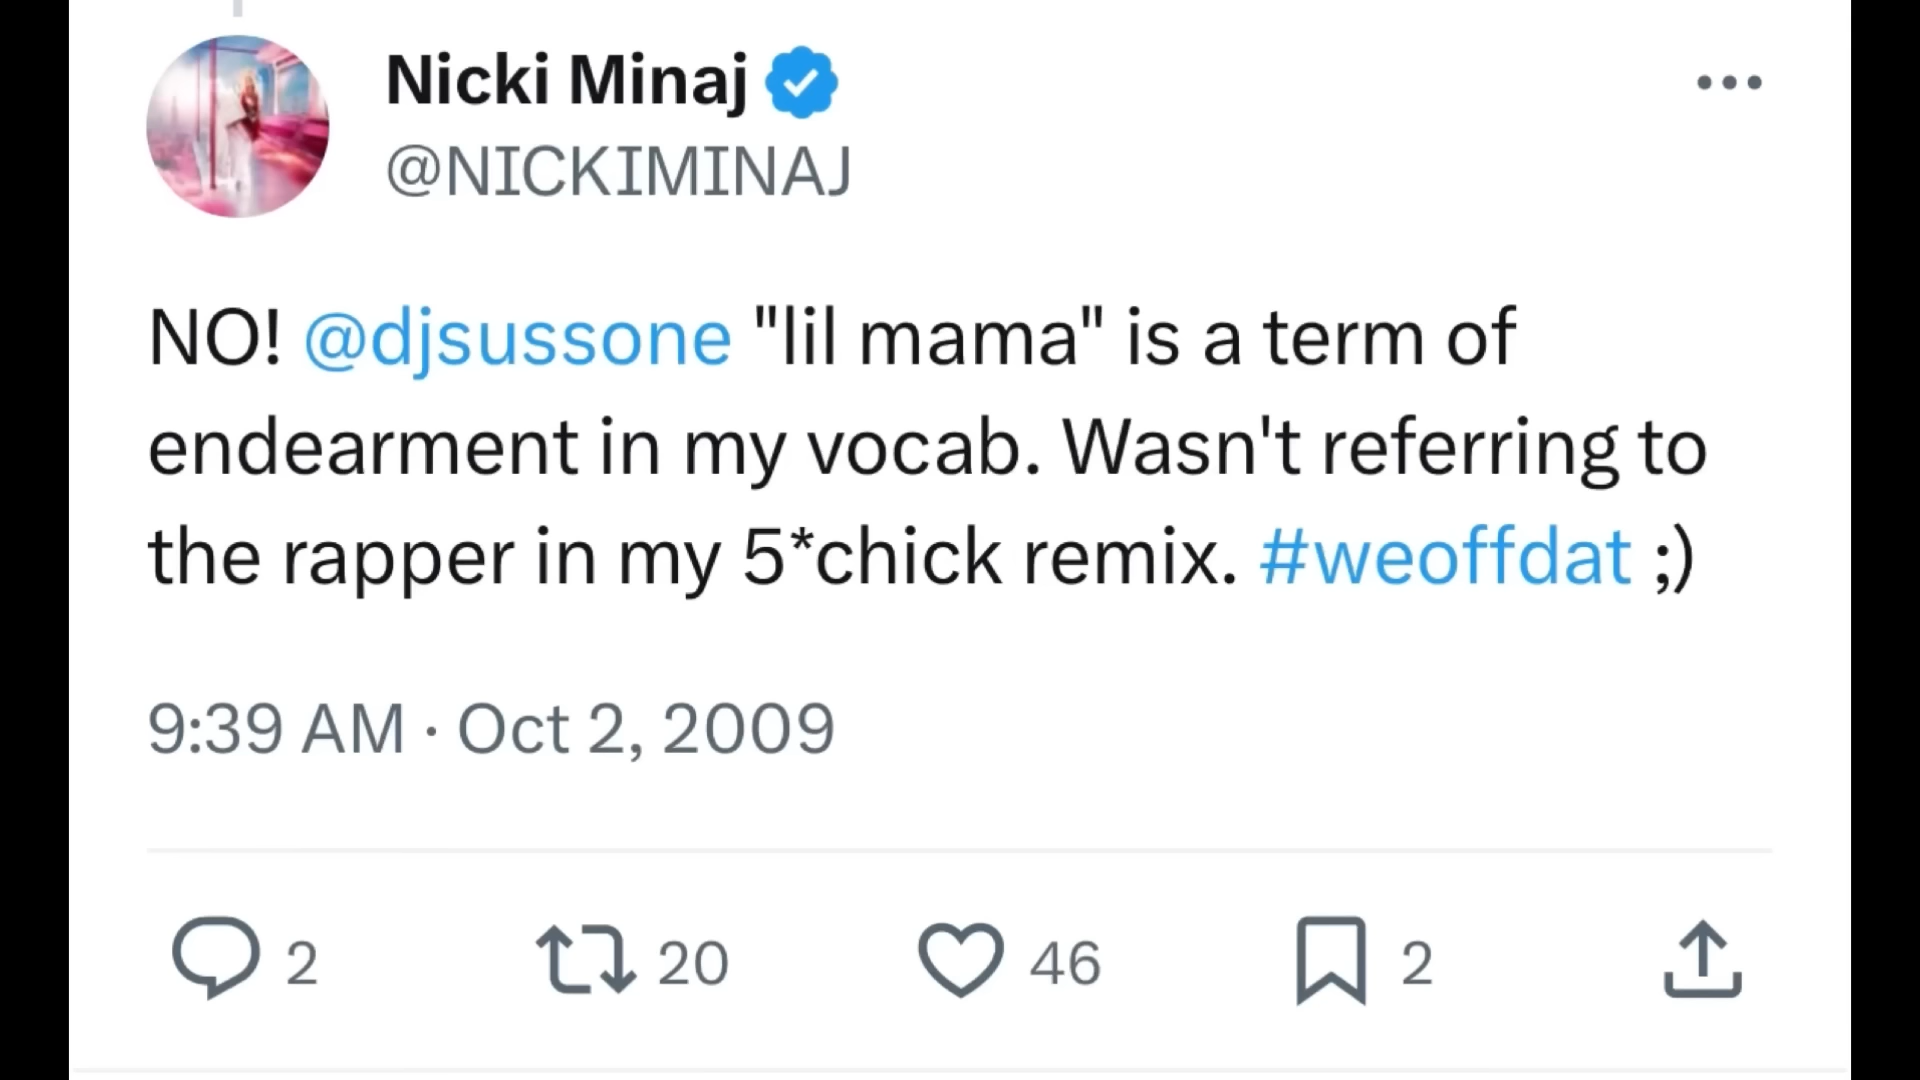 Nicki Minaj
@NICKIMINAJ
NO! @djsussone "lil mama" is a term of
endearment in my vocab. Wasn't referring to
the rapper in my 5*chick remix. #weoffdat ;)
9:39 AM · Oct 2, 2009
2 20 46 2